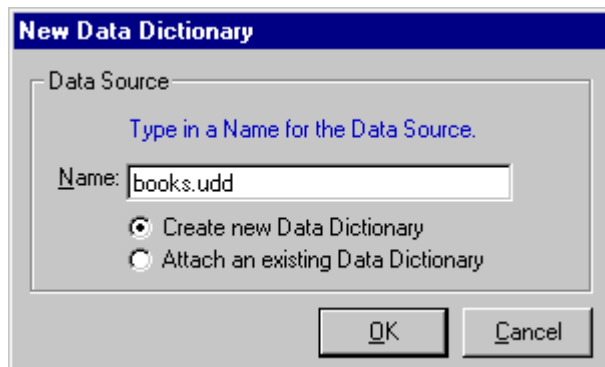 New Data Dictionary
Data Source
Type in a Name for the Data Source.
Name: books.udd
Create new Data Dictionary
Attach an existing Data Dictionary
OK Cancel